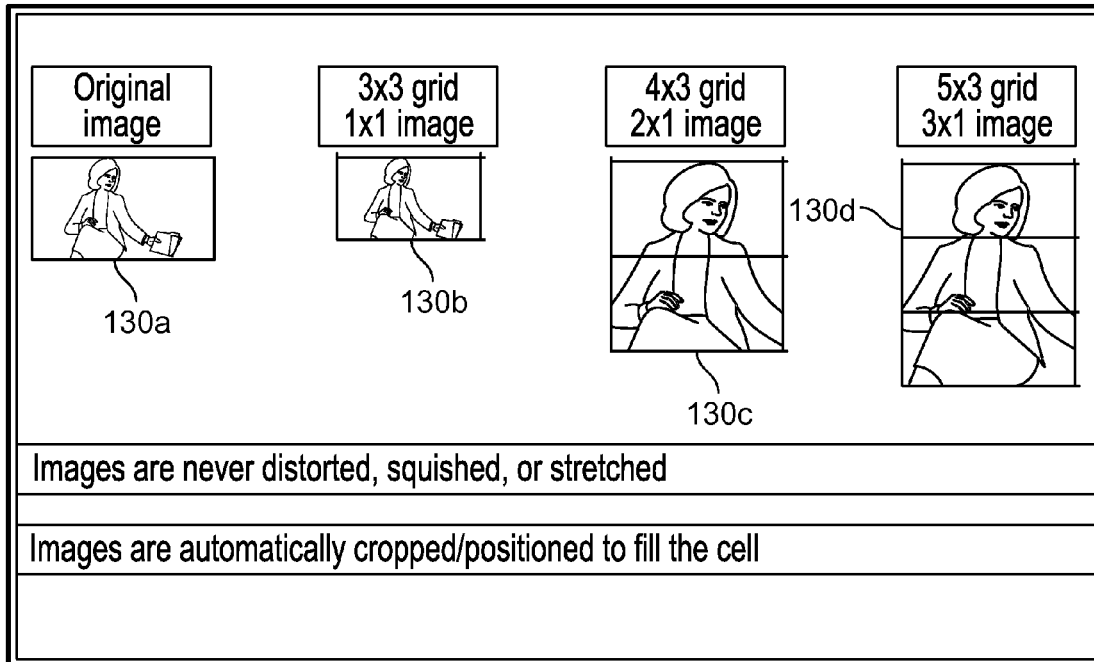 Original
image
3x3 grid
1x1 image
4x3 grid
2x1 image
5x3 grid
3x1 image
130a
130b
130c
130d
Images are never distorted, squished, or stretched
Images are automatically cropped/positioned to fill the cell